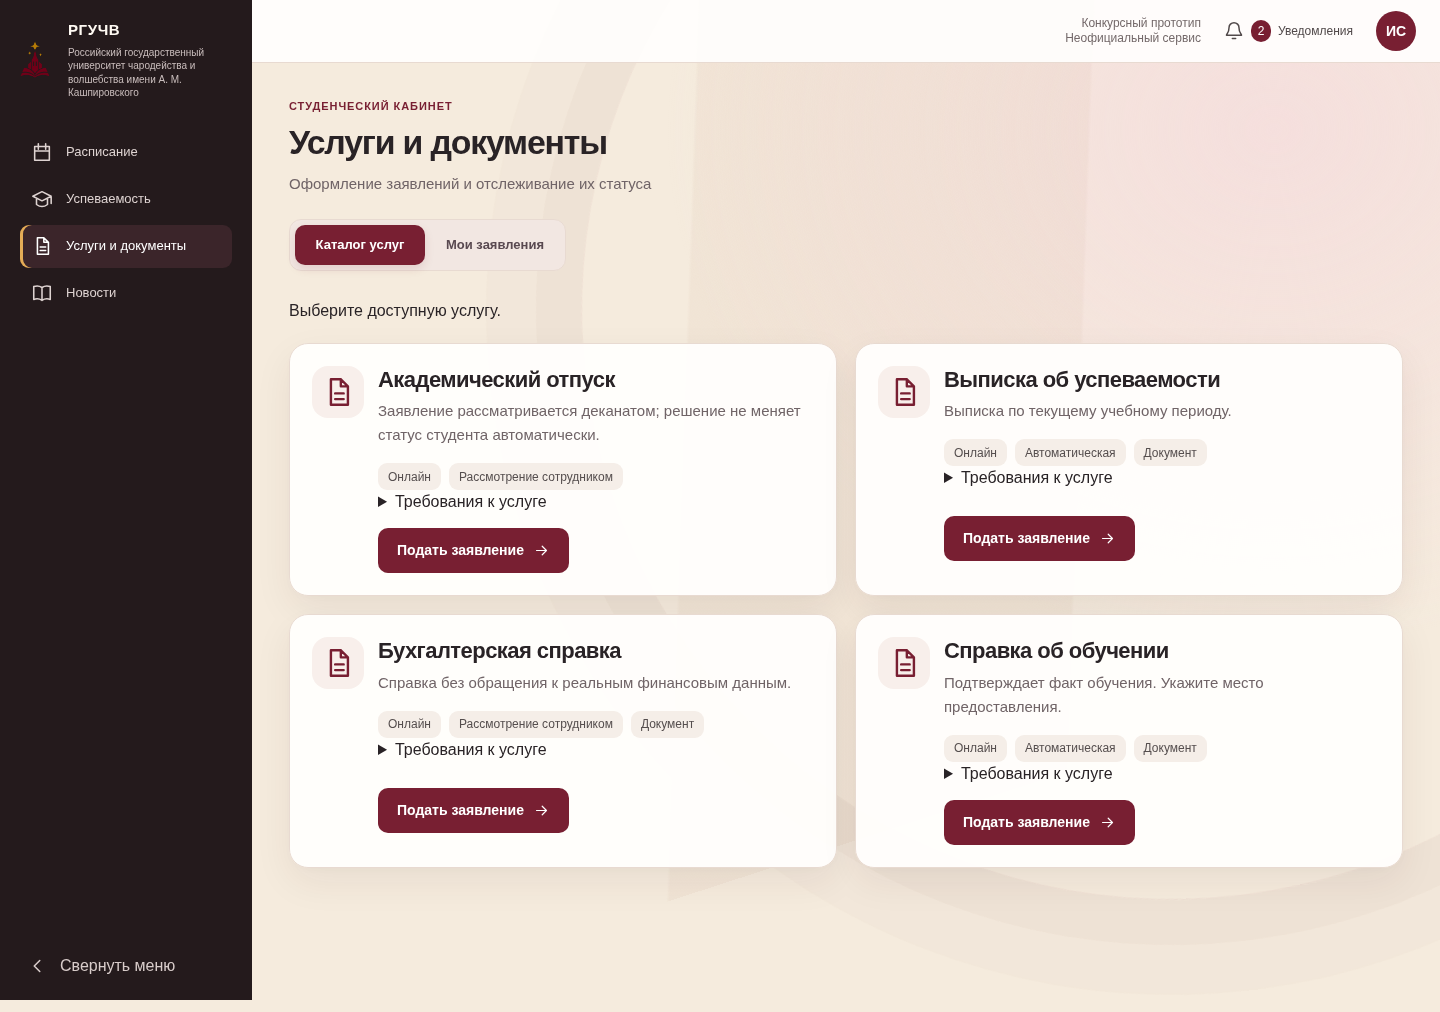 РГУЧВ
Российский государственный
университет чародейства и
волшебства имени А. М.
Кашпировского
Расписание
Успеваемость
Услуги и документы
Новости
Свернуть меню
Конкурсный прототип
Неофициальный сервис
2 Уведомления
ИС
СТУДЕНЧЕСКИЙ КАБИНЕТ
Услуги и документы
Оформление заявлений и отслеживание их статуса
Каталог услуг Мои заявления
Выберите доступную услугу.
Академический отпуск
Заявление рассматривается деканатом; решение не меняет
статус студента автоматически.
Онлайн Рассмотрение сотрудником
Требования к услуге
Подать заявление
Выписка об успеваемости
Выписка по текущему учебному периоду.
Онлайн Автоматическая Документ
Требования к услуге
Подать заявление
Бухгалтерская справка
Справка без обращения к реальным финансовым данным.
Онлайн Рассмотрение сотрудником Документ
Требования к услуге
Подать заявление
Справка об обучении
Подтверждает факт обучения. Укажите место
предоставления.
Онлайн Автоматическая Документ
Требования к услуге
Подать заявление